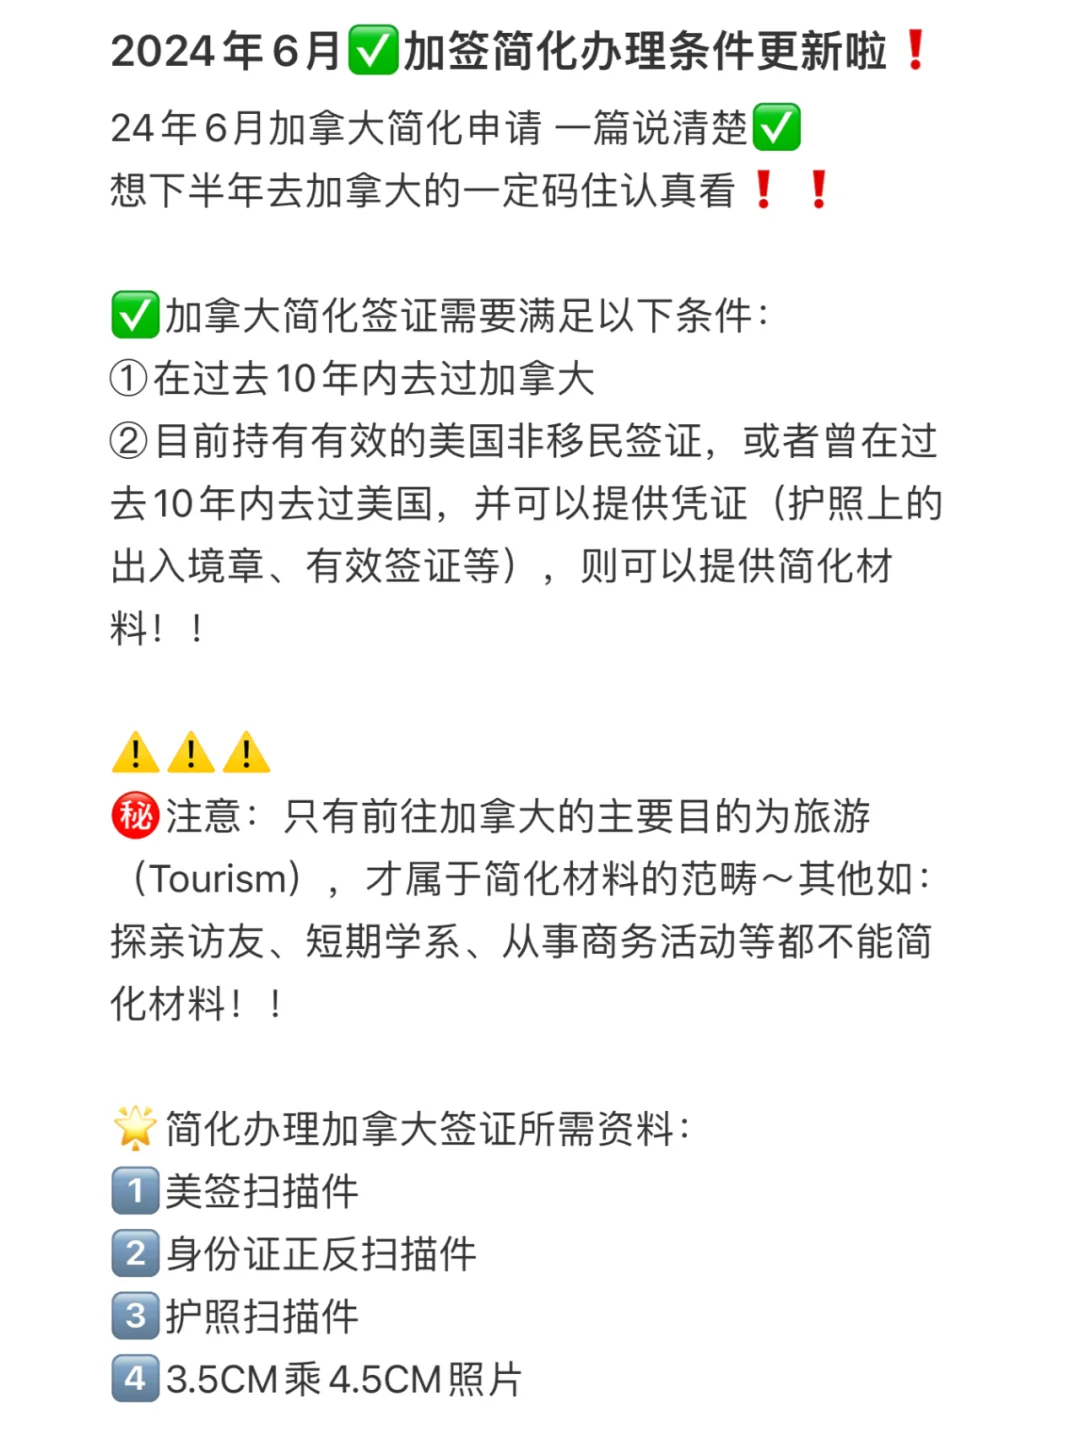 2024年6月✅加签简化办理条件更新啦❗
24年6月加拿大简化申请 一篇说清楚✅
想下半年去加拿大的一定码住认真看❗❗
✅加拿大简化签证需要满足以下条件：
①在过去10年内去过加拿大
②目前持有有效的美国非移民签证，或者曾在过
去10年内去过美国，并可以提供凭证（护照上的
出入境章、有效签证等），则可以提供简化材
料！！
⚠️⚠️⚠️
㊙️注意：只有前往加拿大的主要目的为旅游
（Tourism），才属于简化材料的范畴～其他如：
探亲访友、短期学系、从事商务活动等都不能简
化材料！！
🌟简化办理加拿大签证所需资料：
1️⃣美签扫描件
2️⃣身份证正反扫描件
3️⃣护照扫描件
4️⃣3.5CM乘4.5CM照片